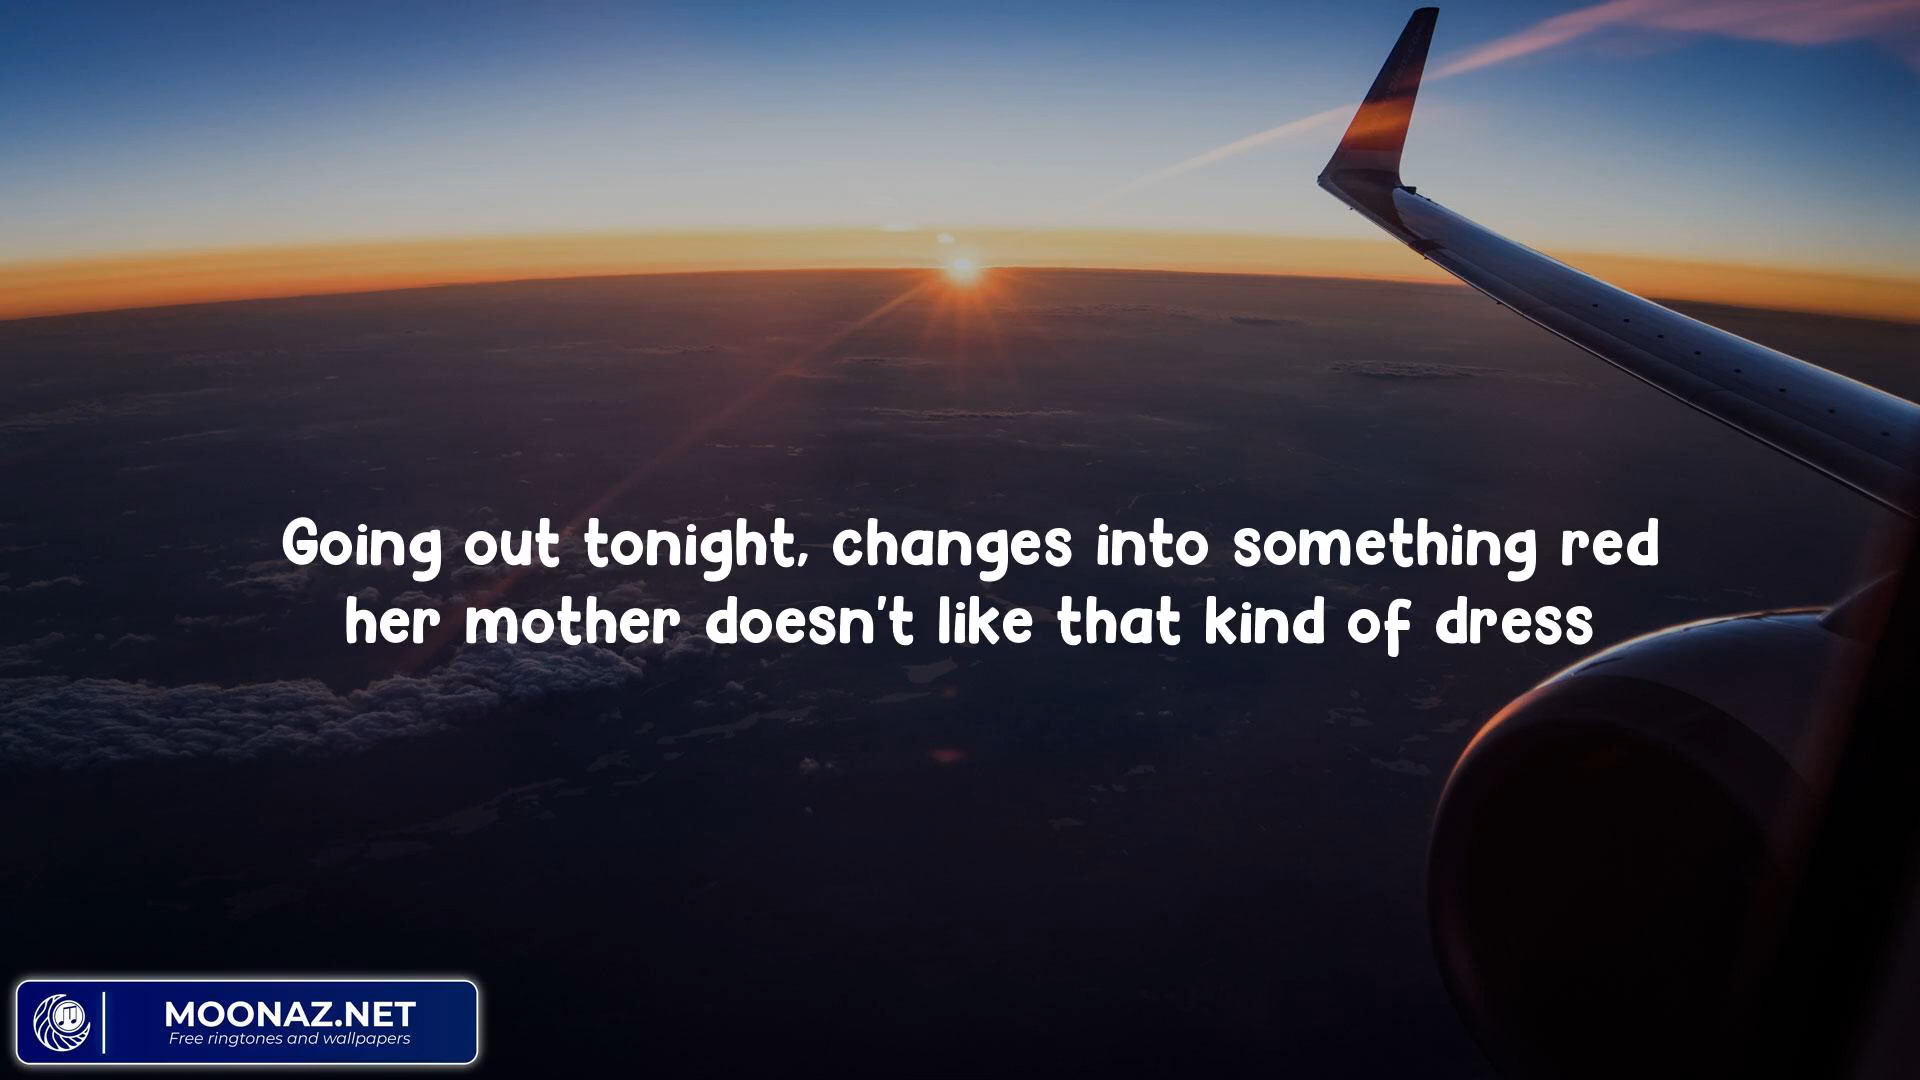 Going out tonight, changes into something red
her mother doesn't like that kind of dress
MOONAZ.NET
Free ringtones and wallpapers